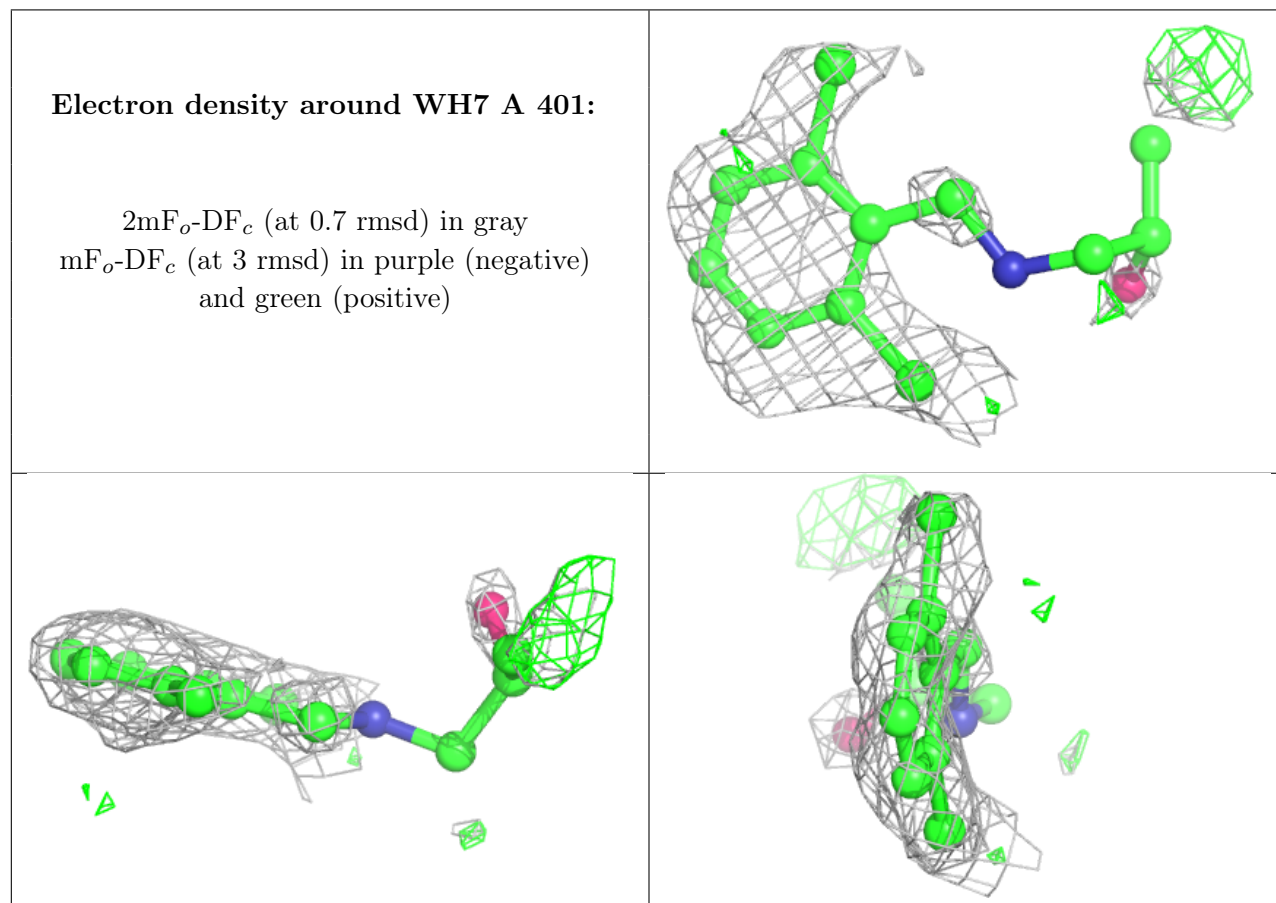 Electron density around WH7 A 401:
2mFₒ-DF𝒸 (at 0.7 rmsd) in gray
mFₒ-DF𝒸 (at 3 rmsd) in purple (negative)
and green (positive)